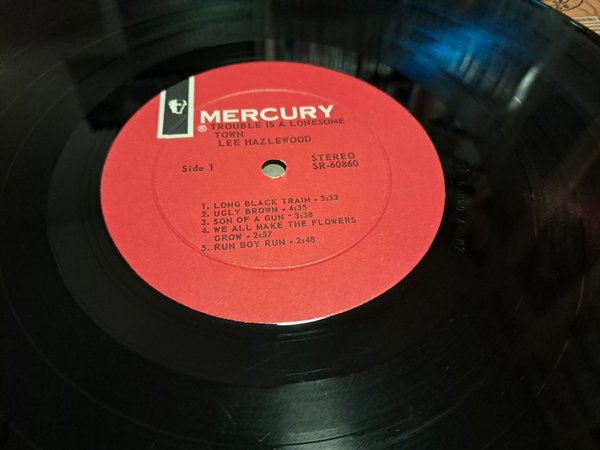 MERCURY
®
TROUBLE IS A LONESOME
TOWN
LEE HAZLEWOOD
Side 1
STEREO
SR-60860
1. LONG BLACK TRAIN - 3:33
2. UGLY BROWN - 4:35
3. SON OF A GUN - 3:38
4. WE ALL MAKE THE FLOWERS
GROW - 2:57
5. RUN BOY RUN - 2:48